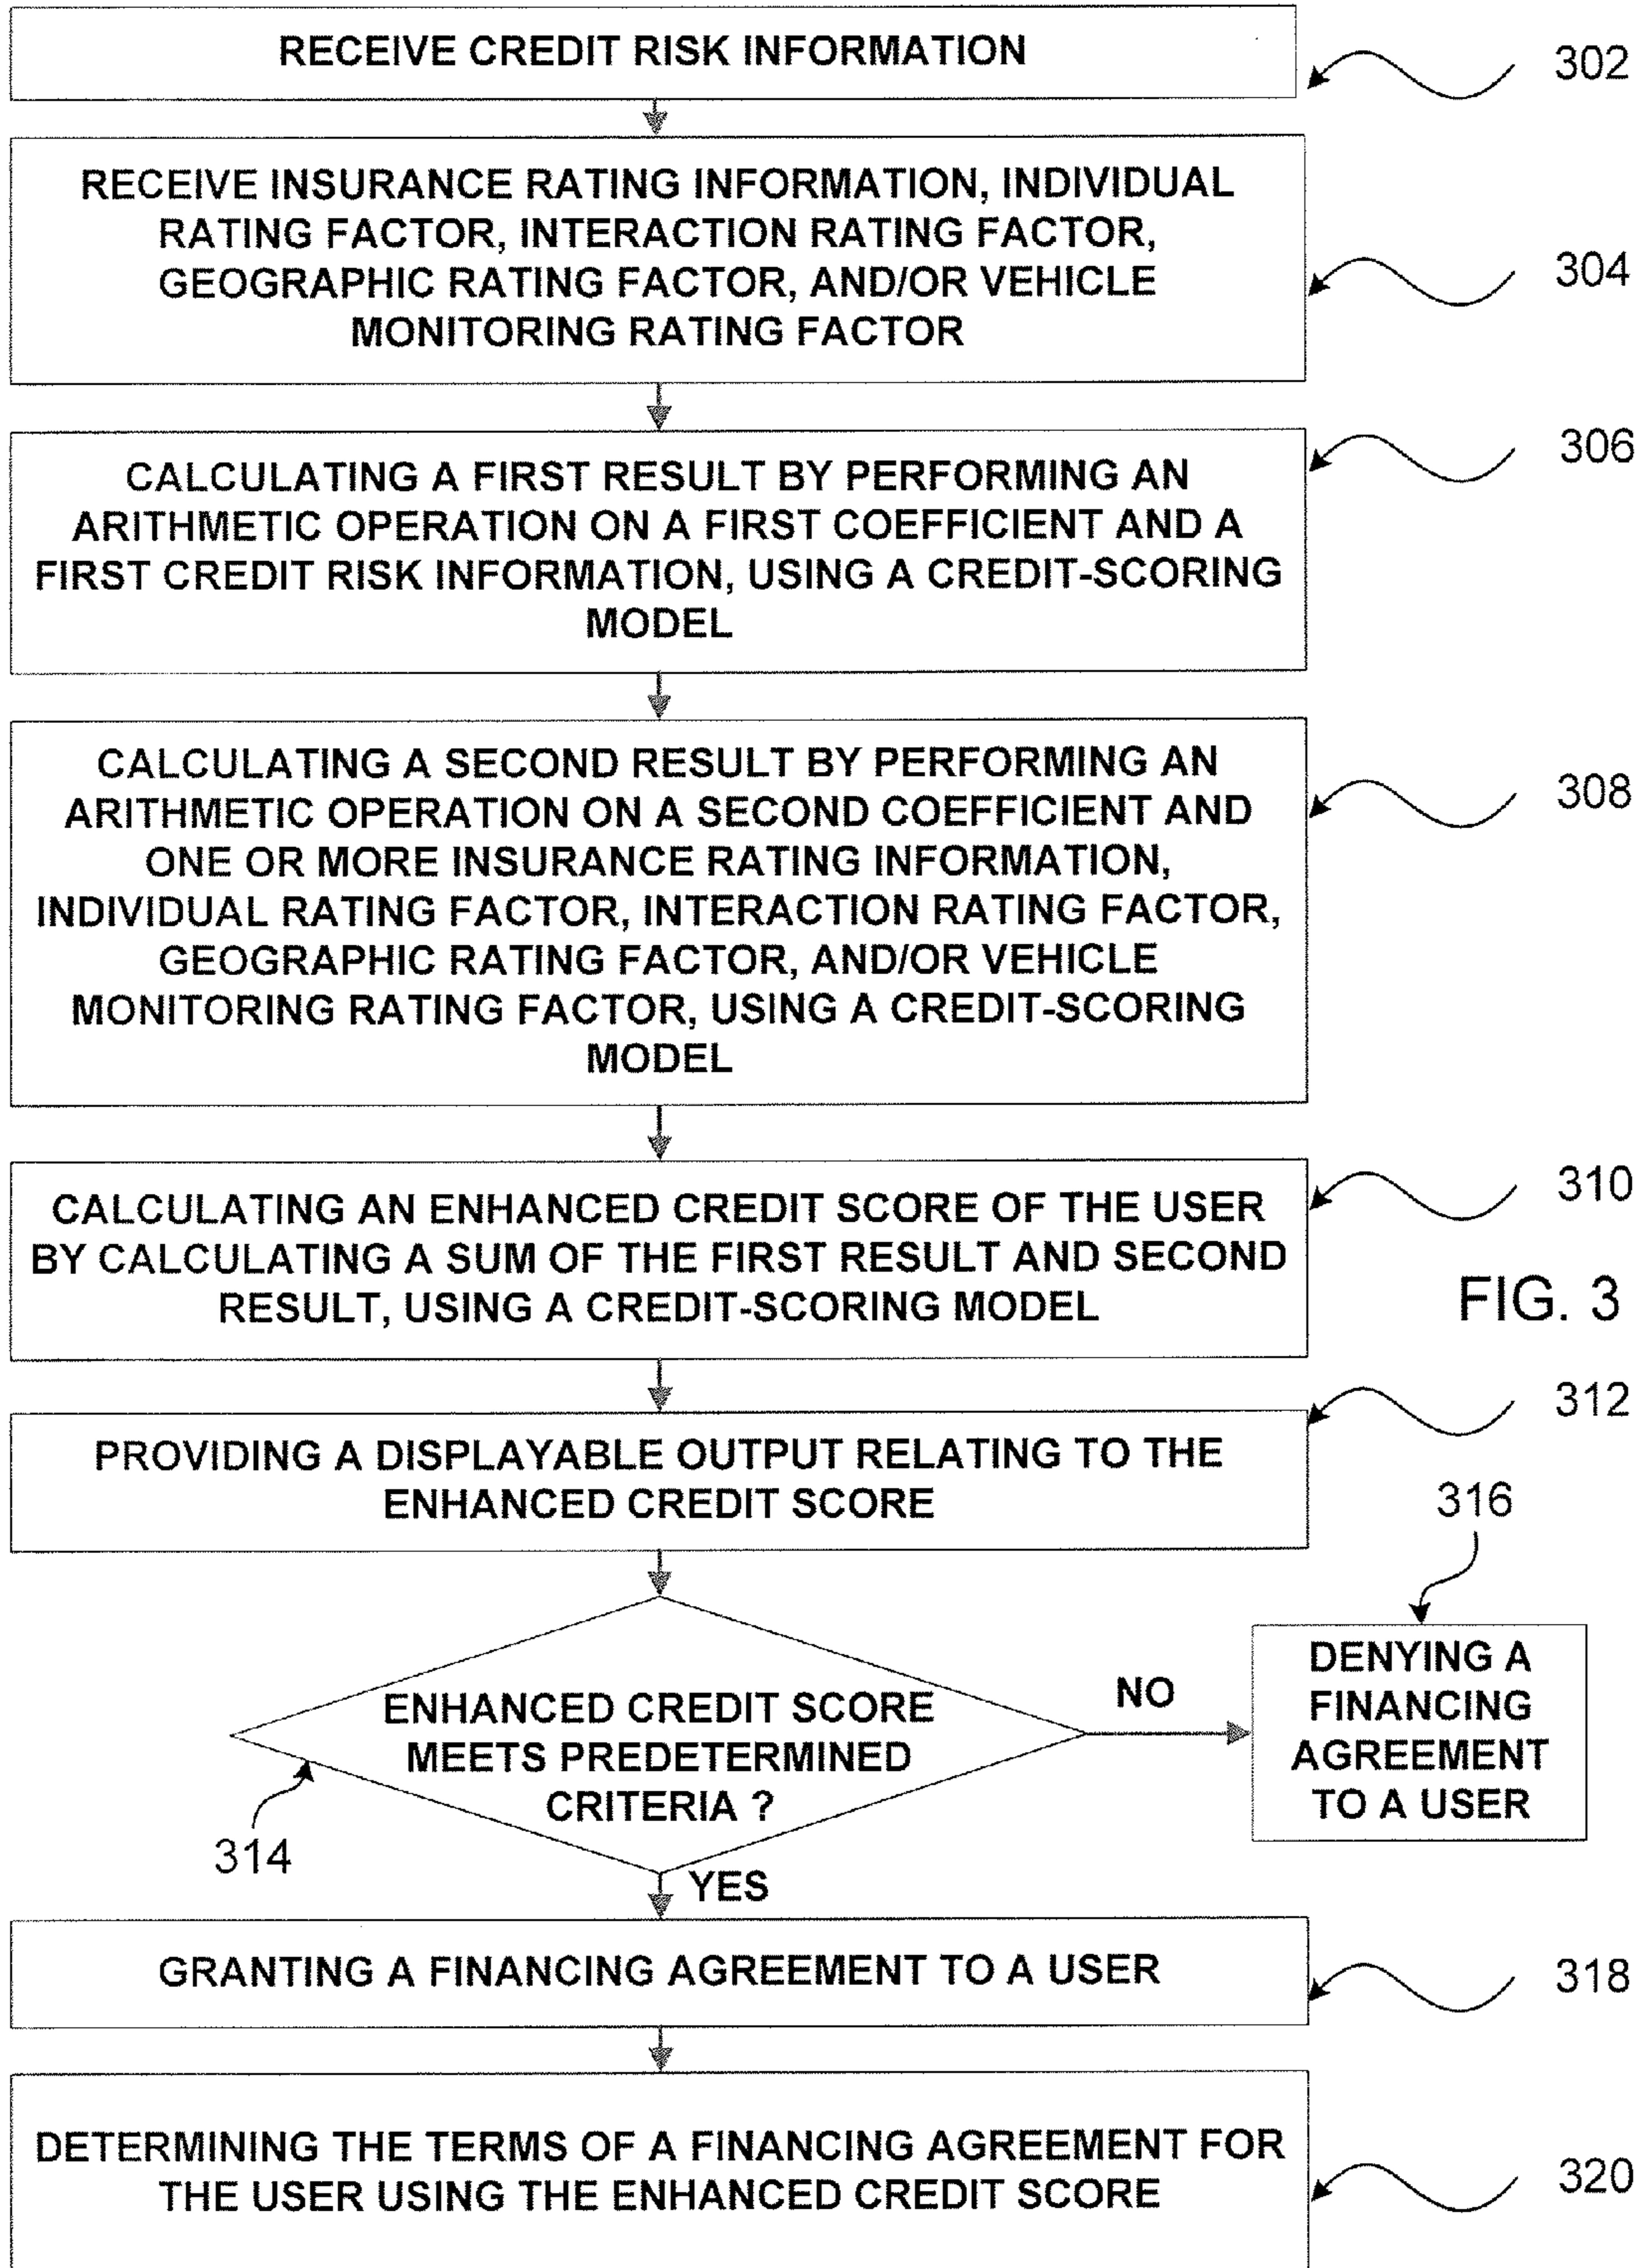 RECEIVE CREDIT RISK INFORMATION
302
RECEIVE INSURANCE RATING INFORMATION, INDIVIDUAL
RATING FACTOR, INTERACTION RATING FACTOR,
GEOGRAPHIC RATING FACTOR, AND/OR VEHICLE
MONITORING RATING FACTOR
304
CALCULATING A FIRST RESULT BY PERFORMING AN
ARITHMETIC OPERATION ON A FIRST COEFFICIENT AND A
FIRST CREDIT RISK INFORMATION, USING A CREDIT-SCORING
MODEL
306
CALCULATING A SECOND RESULT BY PERFORMING AN
ARITHMETIC OPERATION ON A SECOND COEFFICIENT AND
ONE OR MORE INSURANCE RATING INFORMATION,
INDIVIDUAL RATING FACTOR, INTERACTION RATING FACTOR,
GEOGRAPHIC RATING FACTOR, AND/OR VEHICLE
MONITORING RATING FACTOR, USING A CREDIT-SCORING
MODEL
308
CALCULATING AN ENHANCED CREDIT SCORE OF THE USER
BY CALCULATING A SUM OF THE FIRST RESULT AND SECOND
RESULT, USING A CREDIT-SCORING MODEL
310
FIG. 3
PROVIDING A DISPLAYABLE OUTPUT RELATING TO THE
ENHANCED CREDIT SCORE
312
ENHANCED CREDIT SCORE
MEETS PREDETERMINED
CRITERIA ?
314
NO
316
DENYING A
FINANCING
AGREEMENT
TO A USER
YES
GRANTING A FINANCING AGREEMENT TO A USER
318
DETERMINING THE TERMS OF A FINANCING AGREEMENT FOR
THE USER USING THE ENHANCED CREDIT SCORE
320